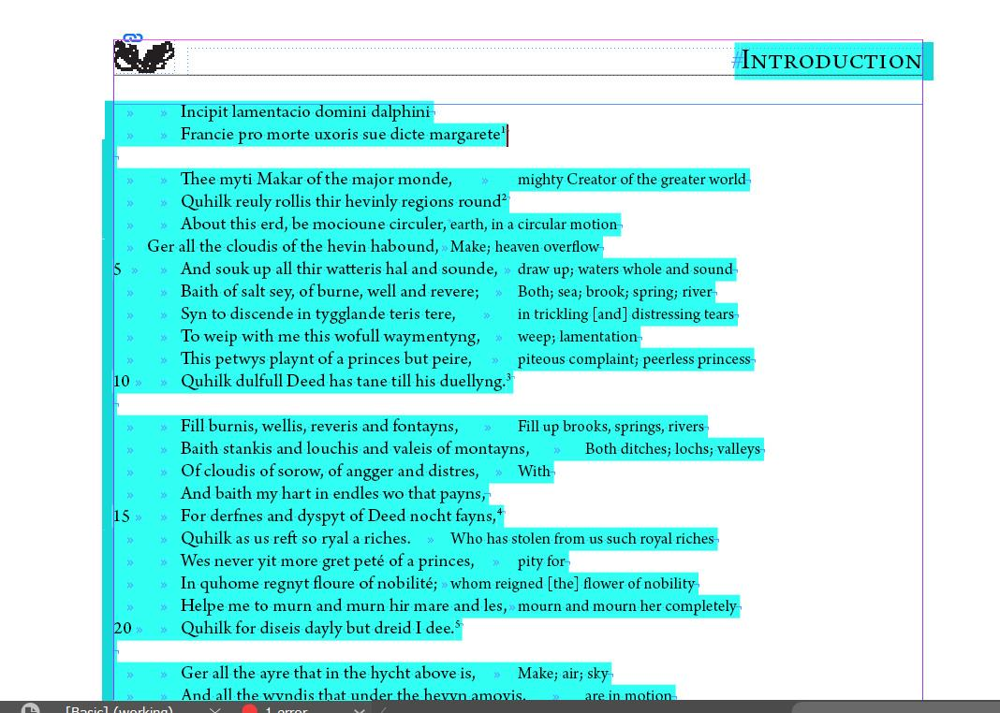 #INTRODUCTION
Incipit lamentacio domini dalphini
Francie pro morte uxoris sue dicte margarete¹
Thee myti Makar of the major monde, mighty Creator of the greater world
Quhilk reuly rollis thir hevinly regions round²
About this erd, be mocioune circuler, earth, in a circular motion
Ger all the cloudis of the hevin habound, Make; heaven overflow
5 And souk up all thir watteris hal and sounde, draw up; waters whole and sound
Baith of salt sey, of burne, well and revere; Both; sea; brook; spring; river
Syn to discende in tygglande teris tere, in trickling [and] distressing tears
To weip with me this wofull waymentyng, weep; lamentation
This petwys playnt of a princes but peire, piteous complaint; peerless princess
10 Quhilk dulfull Deed has tane till his duellyng.³
Fill burnis, wellis, reveris and fontayns, Fill up brooks, springs, rivers
Baith stankis and louchis and valeis of montayns, Both ditches; lochs; valleys
Of cloudis of sorow, of angger and distres, With
And baith my hart in endles wo that payns,
15 For derfnes and dyspyt of Deed nocht fayns,⁴
Quhilk as us reft so ryal a riches. Who has stolen from us such royal riches
Wes never yit more gret peté of a princes, pity for
In quhome regnyt floure of nobilité; whom reigned [the] flower of nobility
Helpe me to murn and murn hir mare and les, mourn and mourn her completely
20 Quhilk for diseis dayly but dreid I dee.⁵
Ger all the ayre that in the hycht above is, Make; air; sky
And all the wyndis that under the hevyn amovis, are in motion
[Basic] (working) 1 error